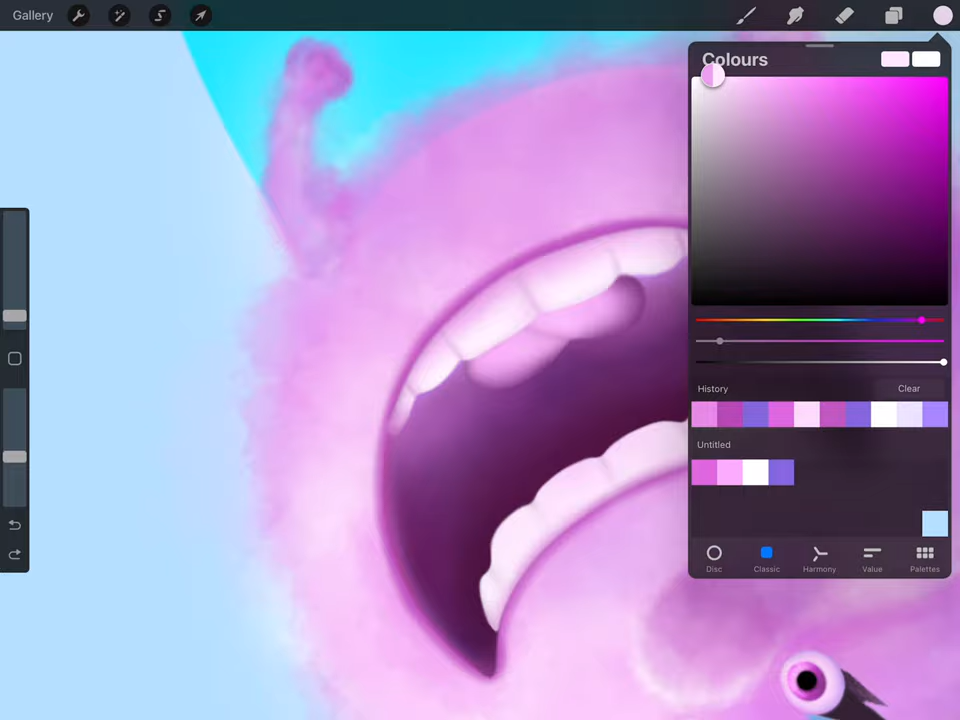 Gallery
Colours
History
Clear
Untitled
Disc
Classic
Harmony
Value
Palettes